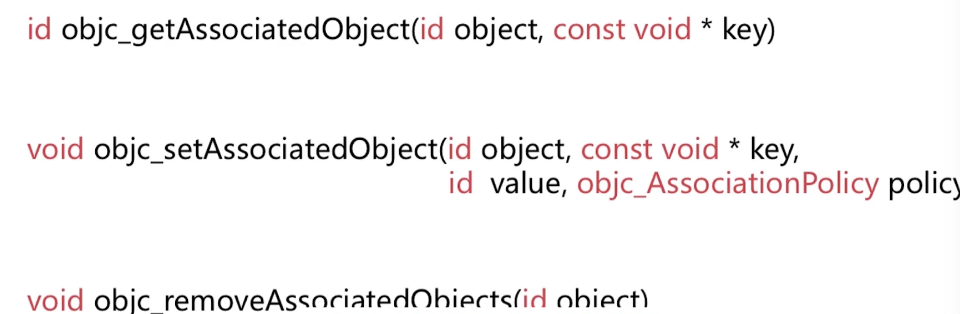 id objc_getAssociatedObject(id object, const void * key)
void objc_setAssociatedObject(id object, const void * key,
id value, objc_AssociationPolicy policy
void objc_removeAssociatedObjects(id object)